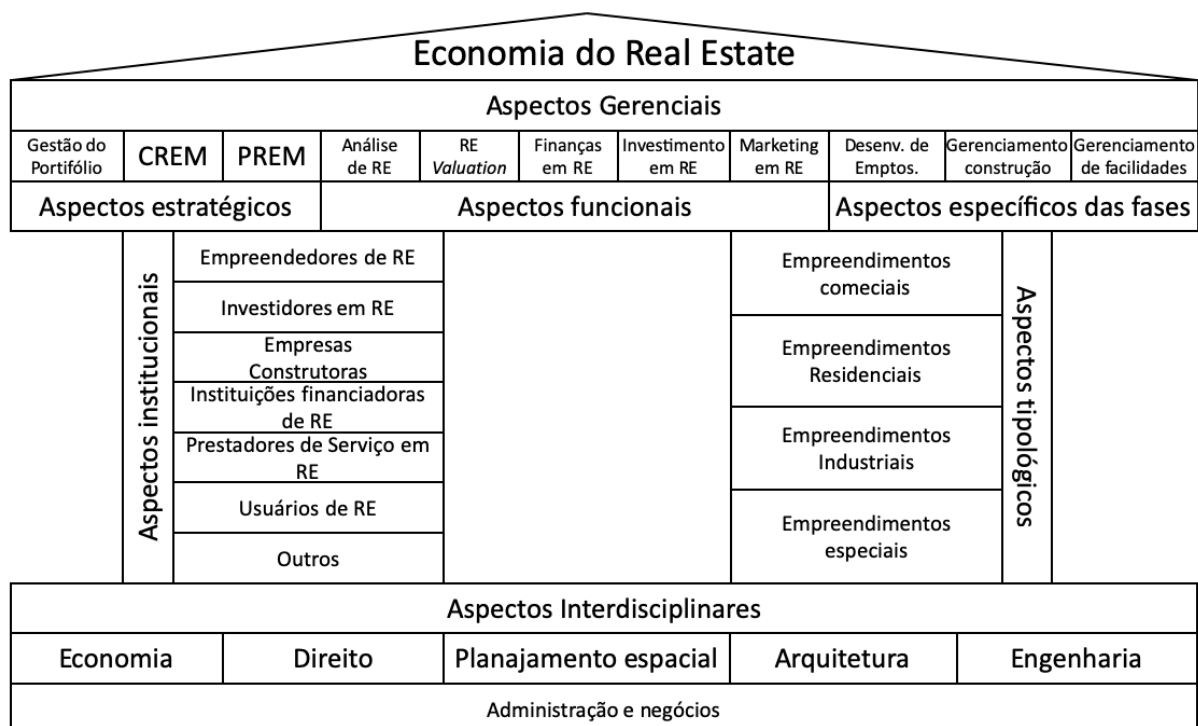 Economia do Real Estate
Aspectos Gerenciais
Gestão do
Portifólio
CREM
PREM
Análise
de RE
RE
Valuation
Finanças
em RE
Investimento
em RE
Marketing
em RE
Desenv. de
Emptos.
Gerenciamento
construção
Gerenciamento
de facilidades
Aspectos estratégicos
Aspectos funcionais
Aspectos específicos das fases
Aspectos institucionais
Empreendedores de RE
Investidores em RE
Empresas
Construtoras
Instituições financiadoras
de RE
Prestadores de Serviço em
RE
Usuários de RE
Outros
Empreendimentos
comeciais
Empreendimentos
Residenciais
Empreendimentos
Industriais
Empreendimentos
especiais
Aspectos tipológicos
Aspectos Interdisciplinares
Economia
Direito
Planajamento espacial
Arquitetura
Engenharia
Administração e negócios